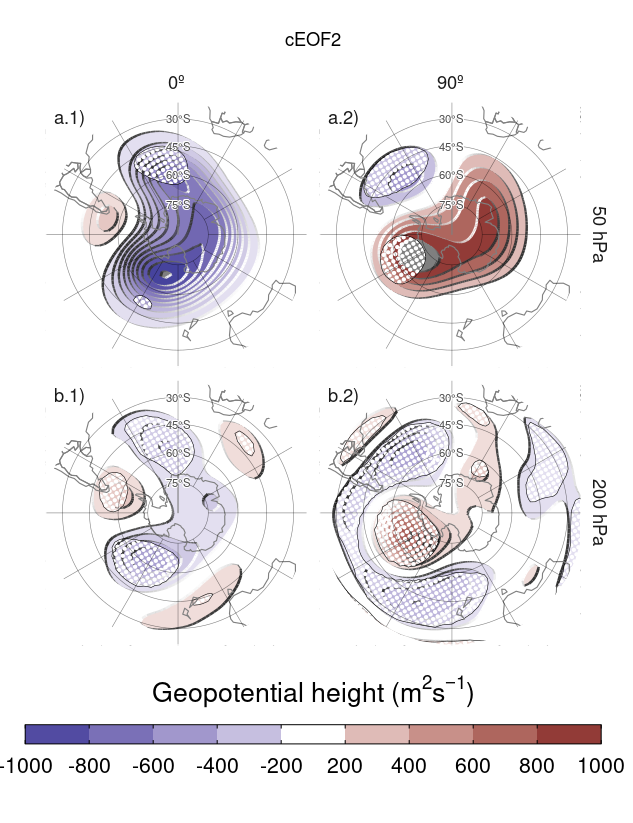 cEOF2
0º 90º
a.1) a.2)
30°S 30°S
45°S 45°S
60°S 60°S
75°S 75°S
50 hPa
b.1) b.2)
30°S 30°S
45°S 45°S
60°S 60°S
75°S 75°S
200 hPa
Geopotential height (m²s⁻¹)
-1000 -800 -600 -400 -200 200 400 600 800 1000